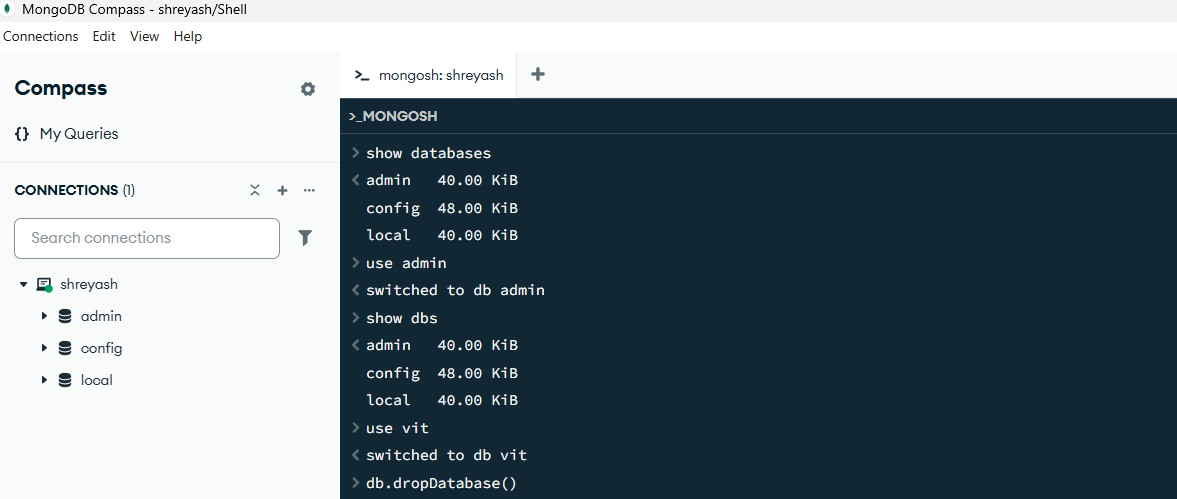 MongoDB Compass - shreyash/Shell
Connections Edit View Help
Compass
{} My Queries
CONNECTIONS (1)
Search connections
shreyash
admin
config
local
>_ mongosh: shreyash +
>_MONGOSH
> show databases
< admin 40.00 KiB
config 48.00 KiB
local 40.00 KiB
> use admin
< switched to db admin
> show dbs
< admin 40.00 KiB
config 48.00 KiB
local 40.00 KiB
> use vit
< switched to db vit
> db.dropDatabase()